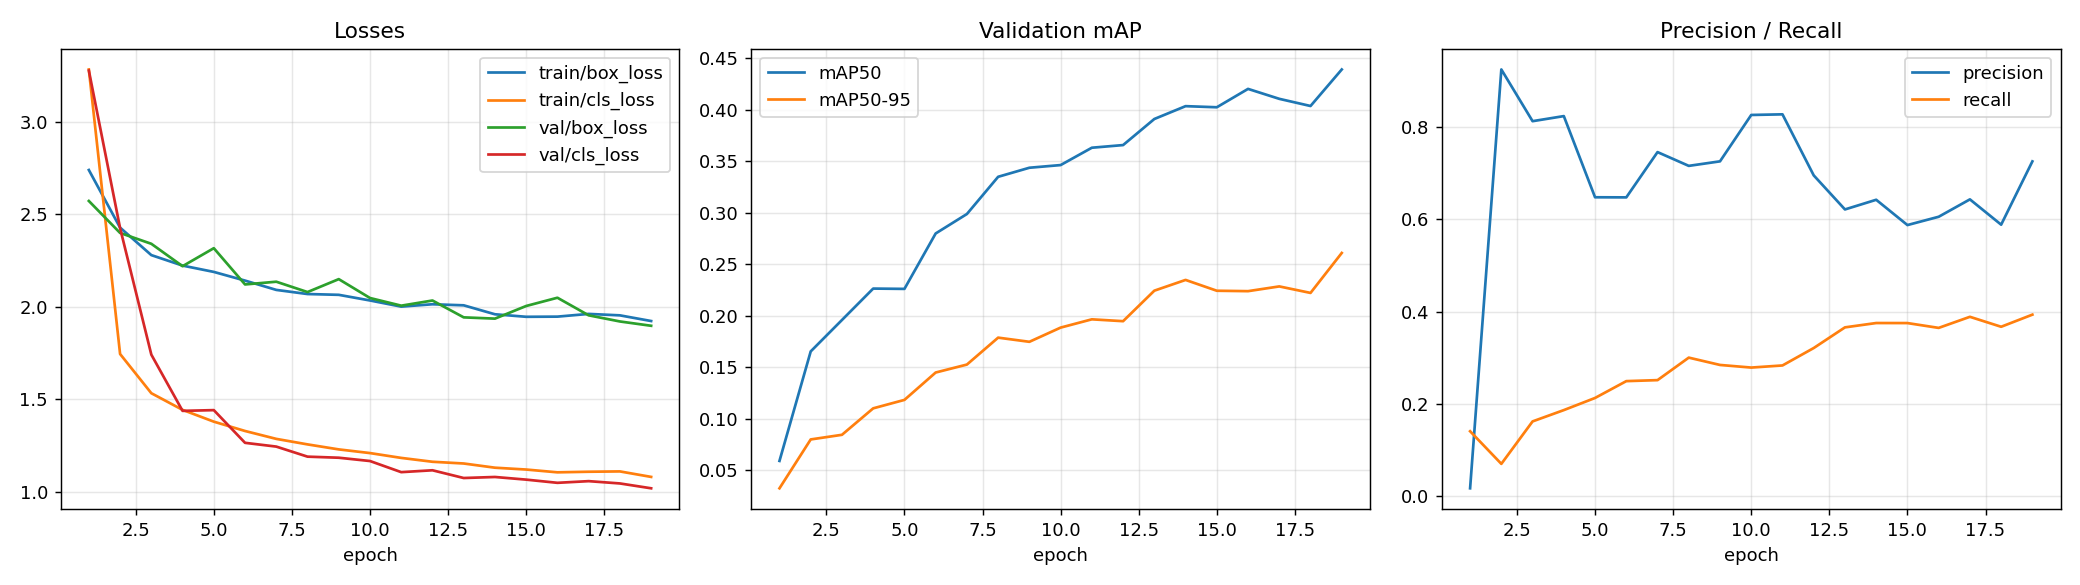 Losses
train/box_loss
train/cls_loss
val/box_loss
val/cls_loss
3.0
2.5
2.0
1.5
1.0
2.5 5.0 7.5 10.0 12.5 15.0 17.5
epoch
Validation mAP
mAP50
mAP50-95
0.45
0.40
0.35
0.30
0.25
0.20
0.15
0.10
0.05
2.5 5.0 7.5 10.0 12.5 15.0 17.5
epoch
Precision / Recall
precision
recall
0.8
0.6
0.4
0.2
0.0
2.5 5.0 7.5 10.0 12.5 15.0 17.5
epoch